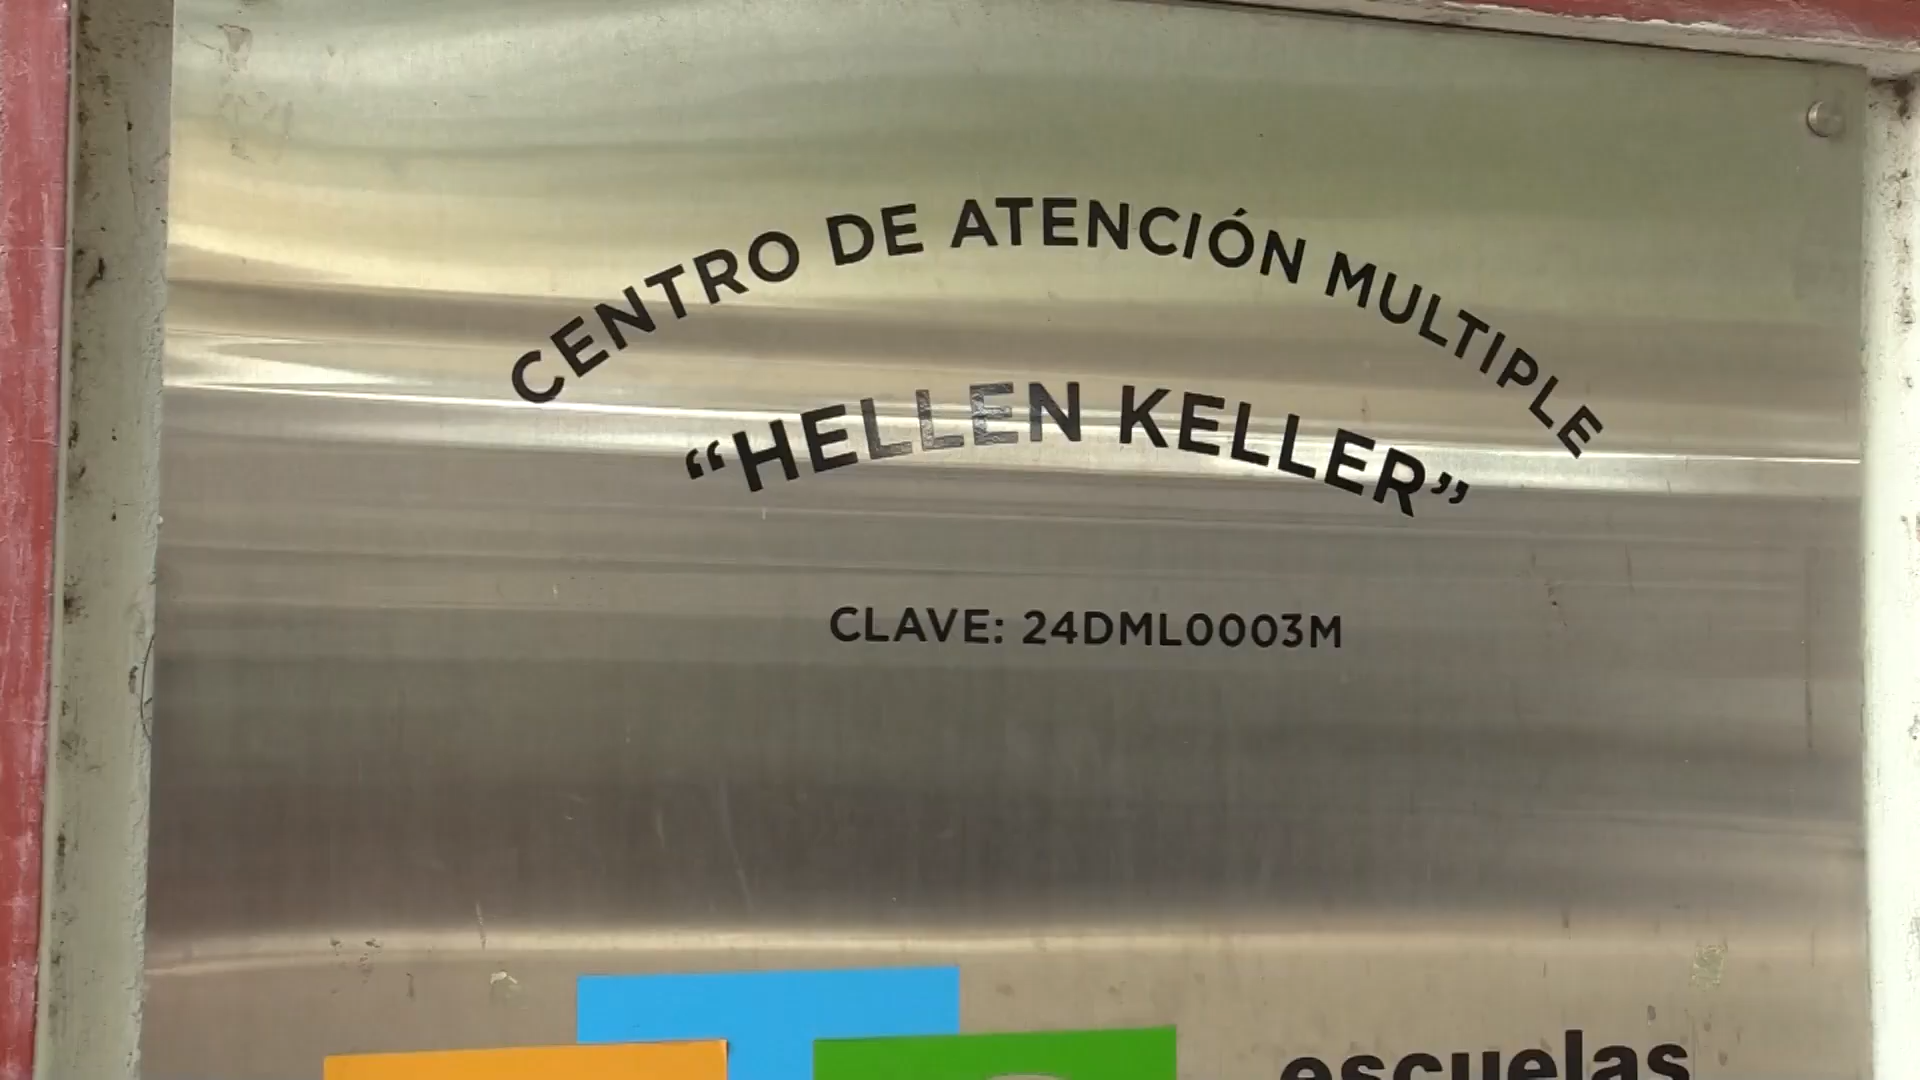 CENTRO DE ATENCIÓN MULTIPLE
“HELLEN KELLER”
CLAVE: 24DML0003M
escuelas